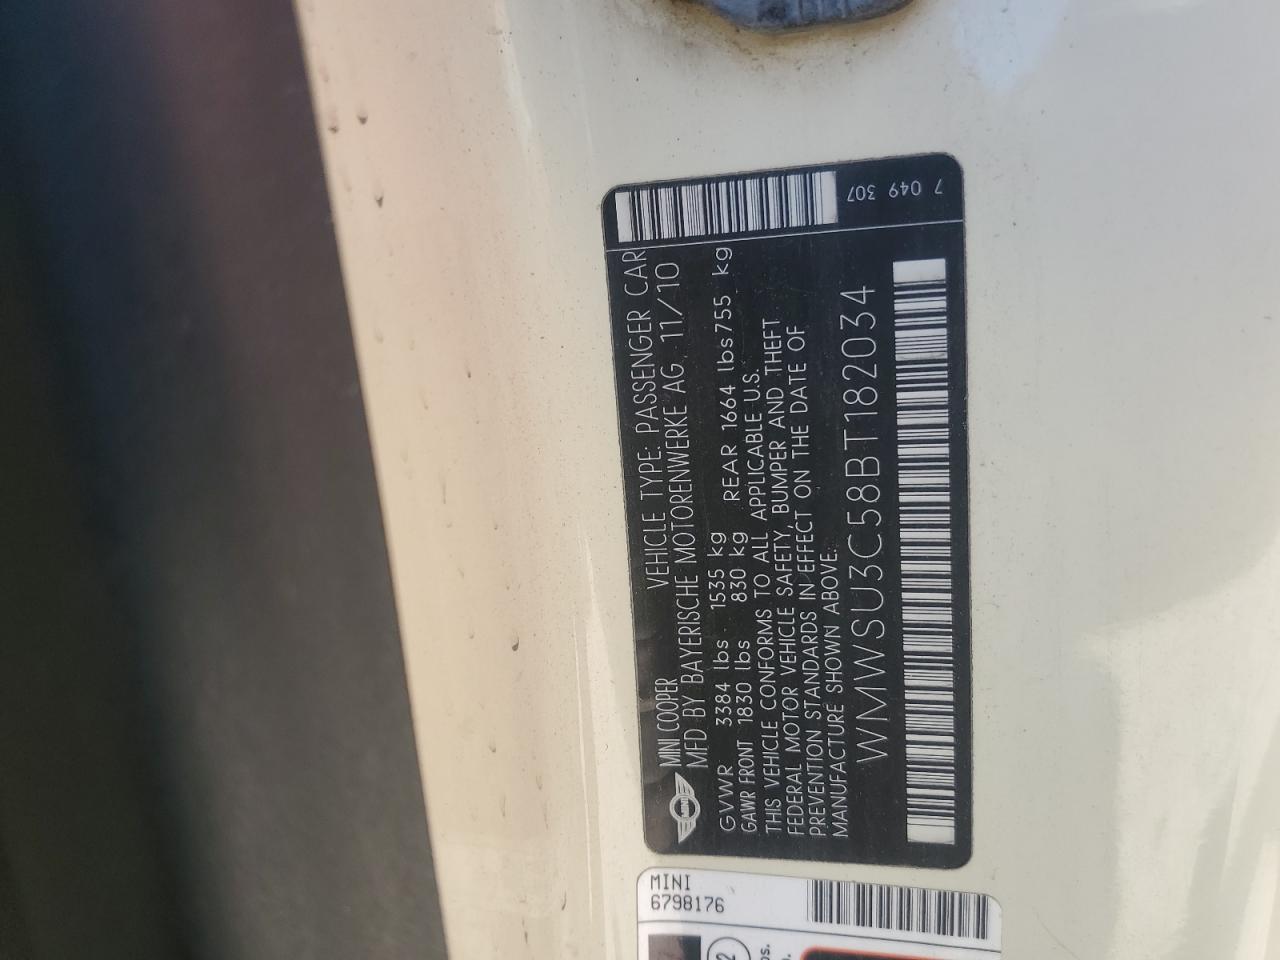 7 049 307
MINI COOPER VEHICLE TYPE: PASSENGER CAR
MFD BY BAYERISCHE MOTORENWERKE AG. 11/10
GVWR 3384 lbs 1535 kg
GAWR FRONT 1830 lbs 830 kg REAR 1664 lbs 755 kg
THIS VEHICLE CONFORMS TO ALL APPLICABLE U.S.
FEDERAL MOTOR VEHICLE SAFETY, BUMPER AND THEFT
PREVENTION STANDARDS IN EFFECT ON THE DATE OF
MANUFACTURE SHOWN ABOVE.
WMWSU3C58BT182034
MINI
6798176
2